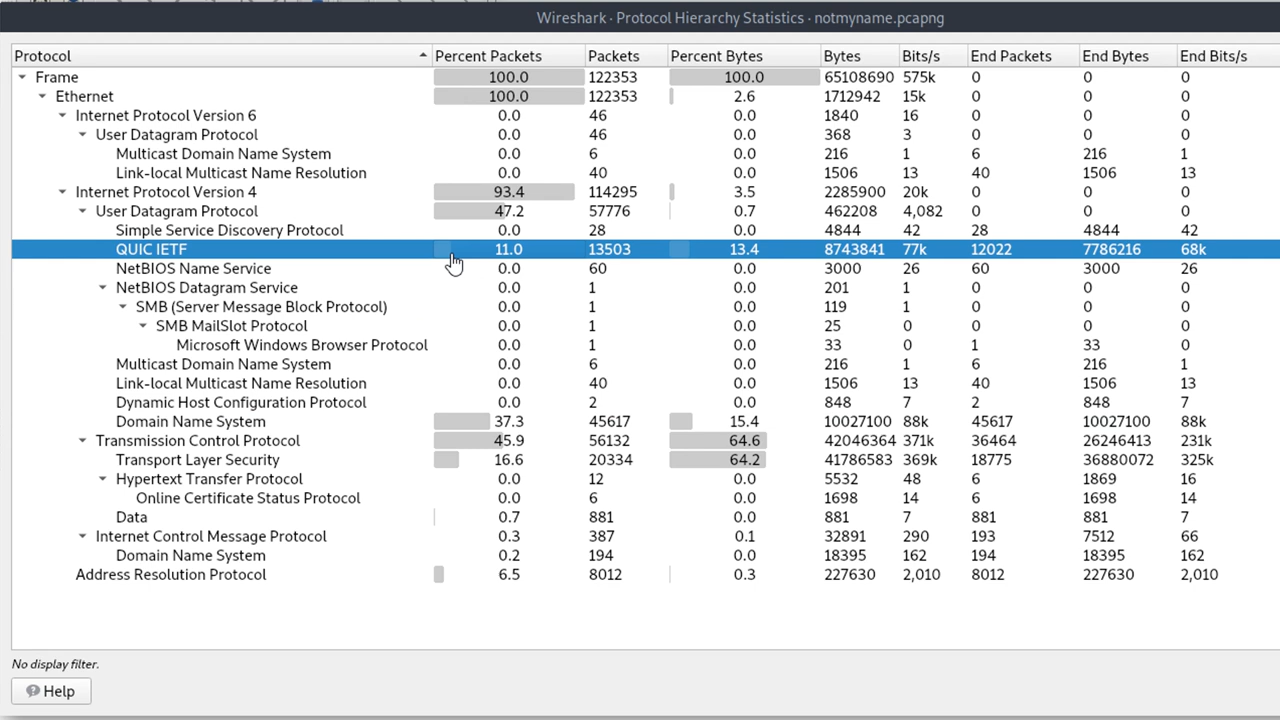 Wireshark · Protocol Hierarchy Statistics · notmyname.pcapng
Protocol Percent Packets Packets Percent Bytes Bytes Bits/s End Packets End Bytes End Bits/s
Frame 100.0 122353 100.0 65108690 575k 0 0 0
Ethernet 100.0 122353 2.6 1712942 15k 0 0 0
Internet Protocol Version 6 0.0 46 0.0 1840 16 0 0 0
User Datagram Protocol 0.0 46 0.0 368 3 0 0 0
Multicast Domain Name System 0.0 6 0.0 216 1 6 216 1
Link-local Multicast Name Resolution 0.0 40 0.0 1506 13 40 1506 13
Internet Protocol Version 4 93.4 114295 3.5 2285900 20k 0 0 0
User Datagram Protocol 47.2 57776 0.7 462208 4,082 0 0 0
Simple Service Discovery Protocol 0.0 28 0.0 4844 42 28 4844 42
QUIC IETF 11.0 13503 13.4 8743841 77k 12022 7786216 68k
NetBIOS Name Service 0.0 60 0.0 3000 26 60 3000 26
NetBIOS Datagram Service 0.0 1 0.0 201 1 0 0 0
SMB (Server Message Block Protocol) 0.0 1 0.0 119 1 0 0 0
SMB MailSlot Protocol 0.0 1 0.0 25 0 0 0 0
Microsoft Windows Browser Protocol 0.0 1 0.0 33 0 1 33 0
Multicast Domain Name System 0.0 6 0.0 216 1 6 216 1
Link-local Multicast Name Resolution 0.0 40 0.0 1506 13 40 1506 13
Dynamic Host Configuration Protocol 0.0 2 0.0 848 7 2 848 7
Domain Name System 37.3 45617 15.4 10027100 88k 45617 10027100 88k
Transmission Control Protocol 45.9 56132 64.6 42046364 371k 36464 26246413 231k
Transport Layer Security 16.6 20334 64.2 41786583 369k 18775 36880072 325k
Hypertext Transfer Protocol 0.0 12 0.0 5532 48 6 1869 16
Online Certificate Status Protocol 0.0 6 0.0 1698 14 6 1698 14
Data 0.7 881 0.0 881 7 881 881 7
Internet Control Message Protocol 0.3 387 0.1 32891 290 193 7512 66
Domain Name System 0.2 194 0.0 18395 162 194 18395 162
Address Resolution Protocol 6.5 8012 0.3 227630 2,010 8012 227630 2,010
No display filter.
Help